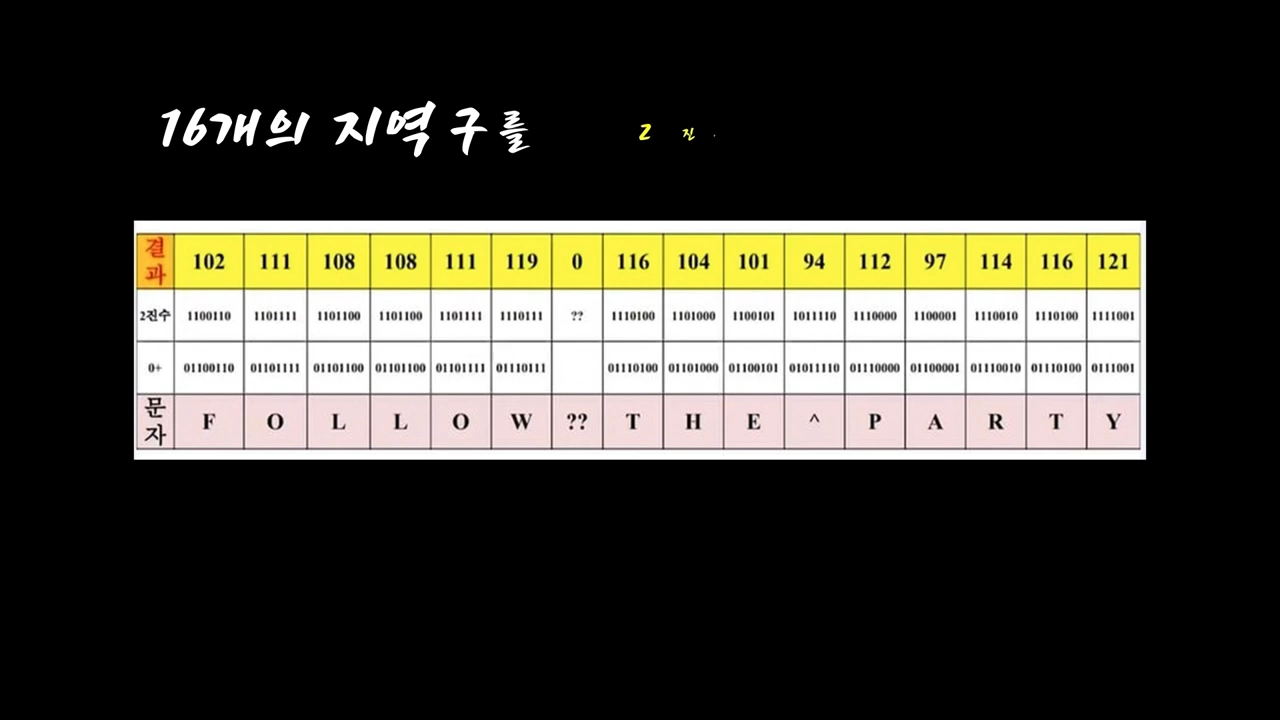 16개의 지역구를 2 진
결과 102 111 108 108 111 119 0 116 104 101 94 112 97 114 116 121
2진수 1100110 1101111 1101100 1101100 1101111 1110111 ?? 1110100 1101000 1100101 1011110 1110000 1100001 1110010 1110100 1111001
0+ 01100110 01101111 01101100 01101100 01101111 01110111 01110100 01101000 01100101 01011110 01110000 01100001 01110010 01110100 0111001
문자 F O L L O W ?? T H E ^ P A R T Y